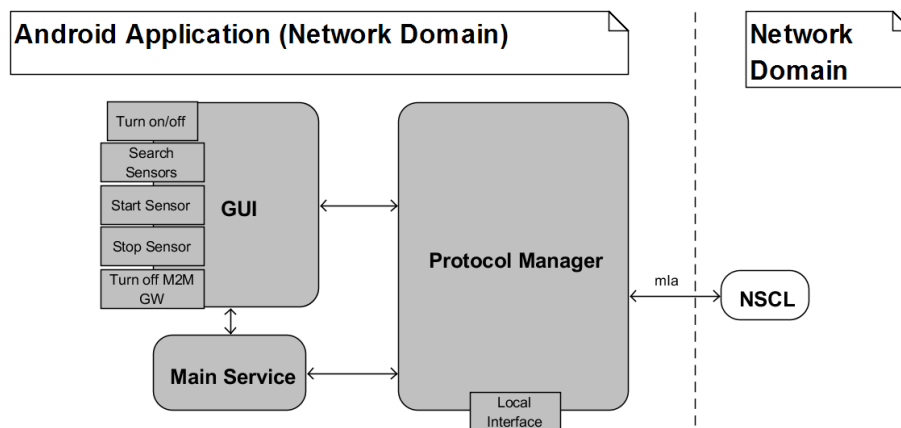 Android Application (Network Domain)
Network
Domain
Turn on/off
Search
Sensors
Start Sensor
Stop Sensor
Turn off M2M
GW
GUI
Protocol Manager
mla
NSCL
Main Service
Local
Interface